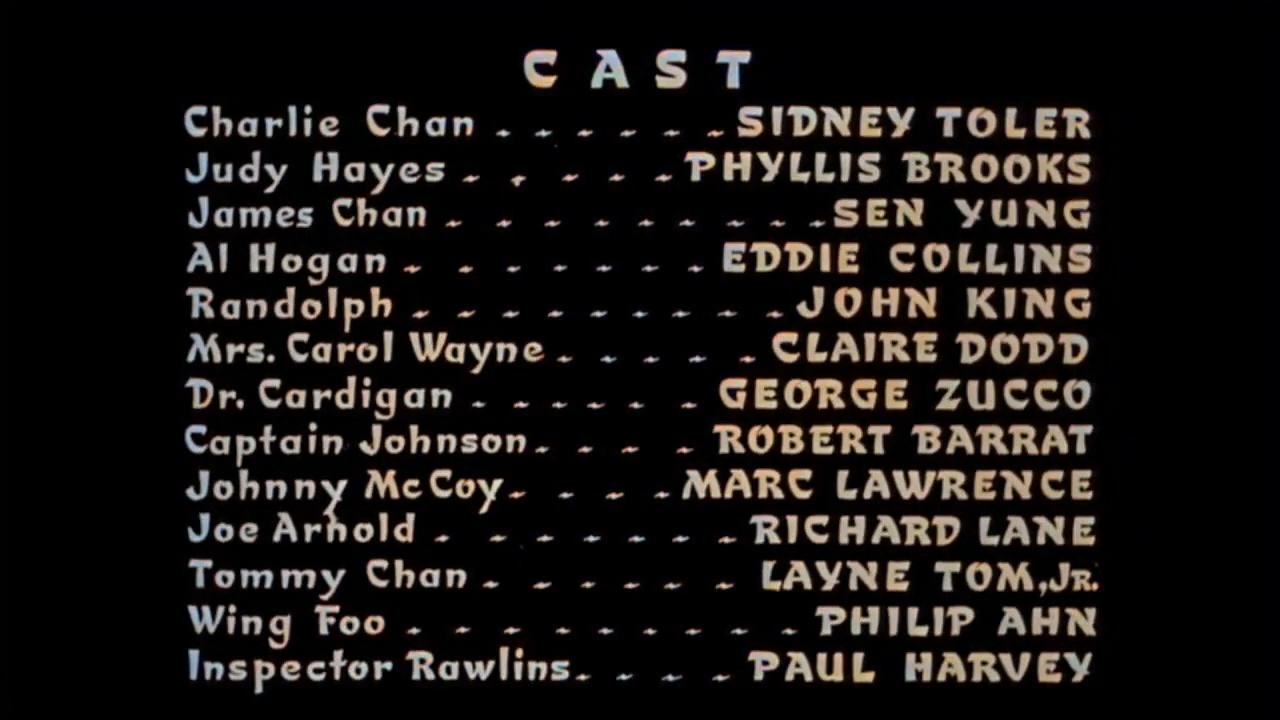 CAST
Charlie Chan . . . . . . SIDNEY TOLER
Judy Hayes . . . . . PHYLLIS BROOKS
James Chan . . . . . . . . . SEN YUNG
Al Hogan . . . . . . . EDDIE COLLINS
Randolph . . . . . . . . . JOHN KING
Mrs. Carol Wayne . . . . . CLAIRE DODD
Dr. Cardigan . . . . . . GEORGE ZUCCO
Captain Johnson . . . . ROBERT BARRAT
Johnny McCoy . . . . MARC LAWRENCE
Joe Arnold . . . . . . . RICHARD LANE
Tommy Chan . . . . . . LAYNE TOM, JR.
Wing Foo . . . . . . . . . PHILIP AHN
Inspector Rawlins . . . . PAUL HARVEY